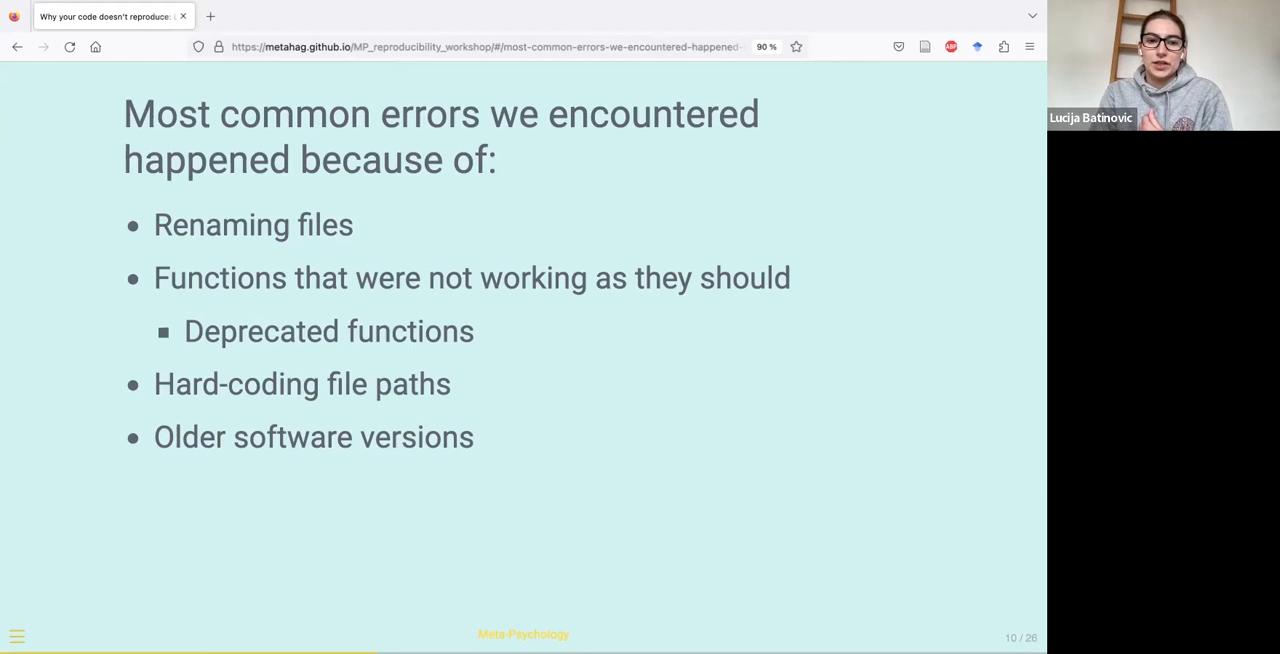 Why your code doesn't reproduce:
https://metahag.github.io/MP_reproducibility_workshop/#/most-common-errors-we-encountered-happened-
90 %
ABP
Lucija Batinovic
Most common errors we encountered
happened because of:
Renaming files
Functions that were not working as they should
Deprecated functions
Hard-coding file paths
Older software versions
Meta-Psychology
10 / 26